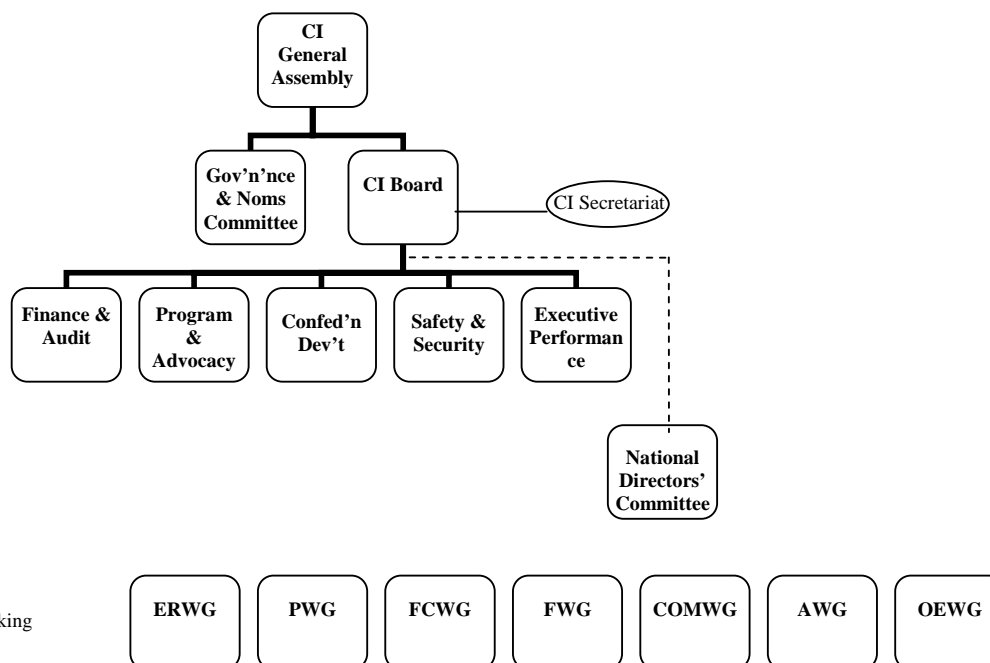 CI
General
Assembly
Gov'n'nce
& Noms
Committee
CI Board
CI Secretariat
Finance &
Audit
Program
&
Advocacy
Confed'n
Dev't
Safety &
Security
Executive
Performan
ce
National
Directors'
Committee
king
ERWG
PWG
FCWG
FWG
COMWG
AWG
OEWG